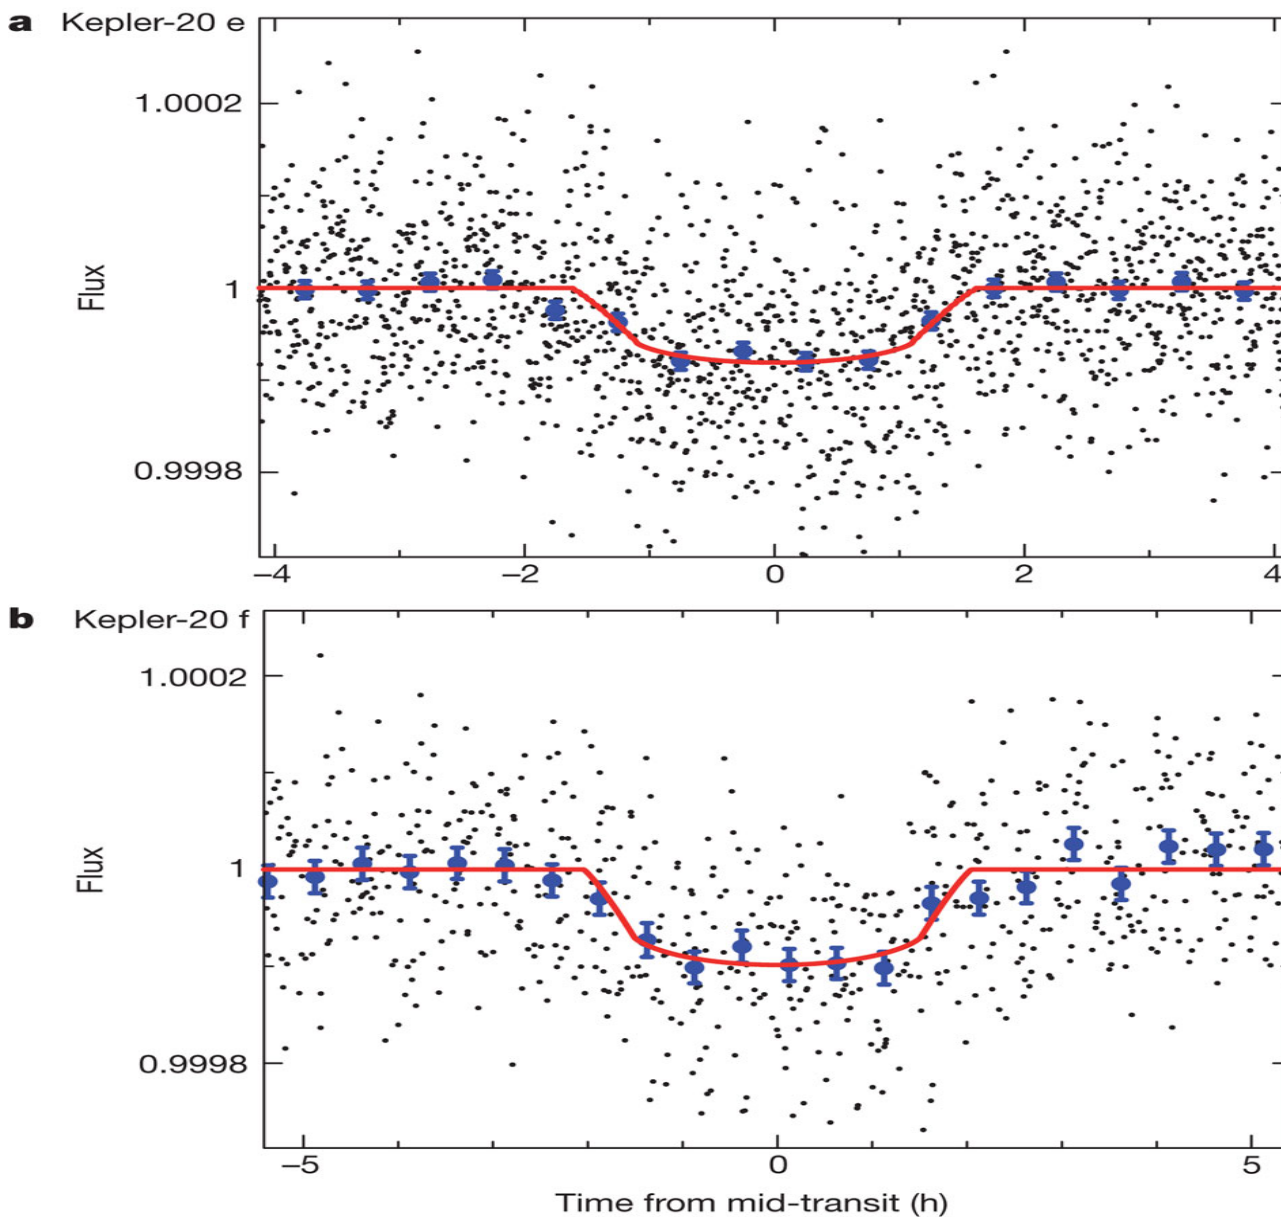 a Kepler-20 e
1.0002
1
0.9998
Flux
–4 –2 0 2 4
b Kepler-20 f
1.0002
1
0.9998
Flux
–5 0 5
Time from mid-transit (h)